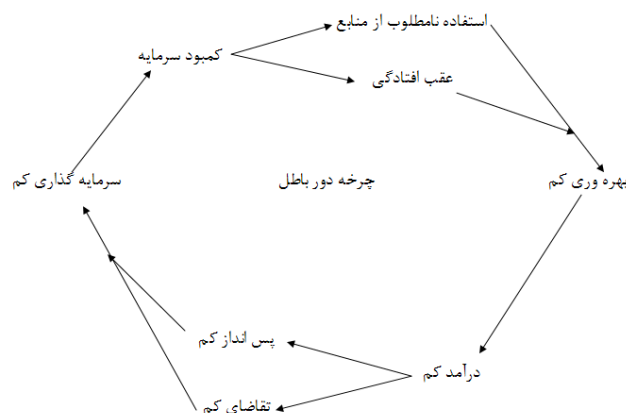 استفاده نامطلوب از منابع
کمبود سرمایه
عقب افتادگی
سرمایه گذاری کم
چرخه دور باطل
بهره وری کم
پس انداز کم
درآمد کم
تقاضای کم